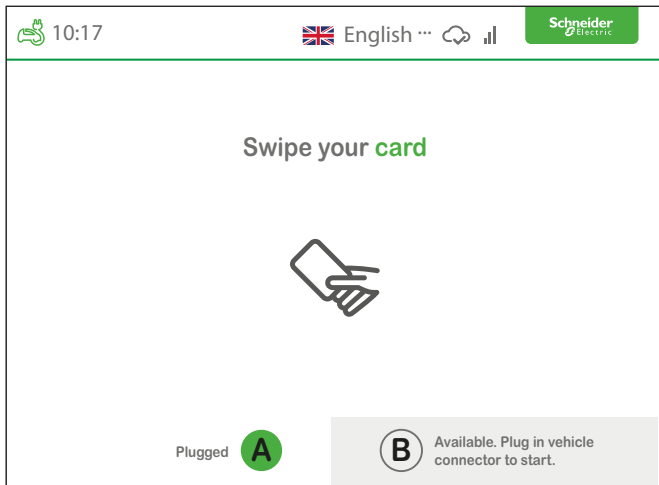 10:17
English ...
Schneider
Electric
Swipe your card
Plugged
A
B
Available. Plug in vehicle
connector to start.